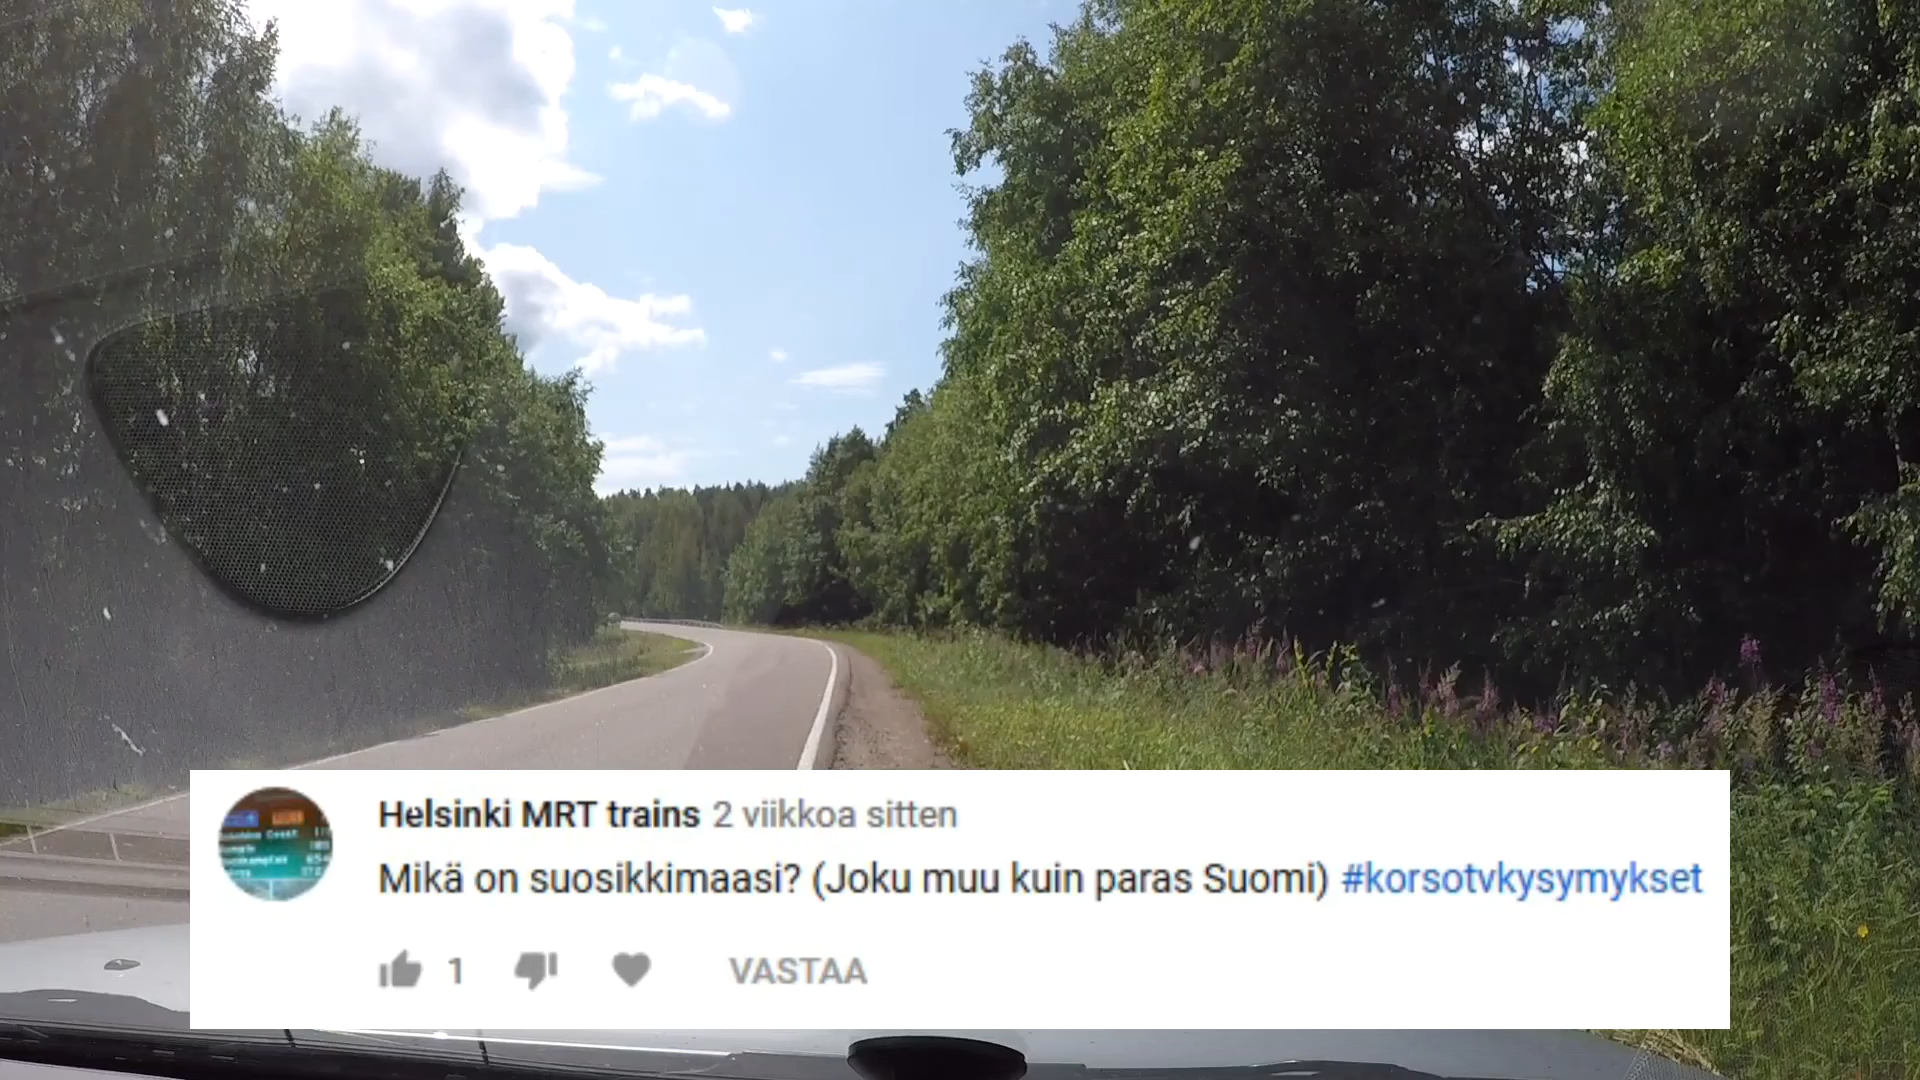 Helsinki MRT trains 2 viikkoa sitten
Mikä on suosikkimaasi? (Joku muu kuin paras Suomi) #korsotvkysymykset
1 VASTAA